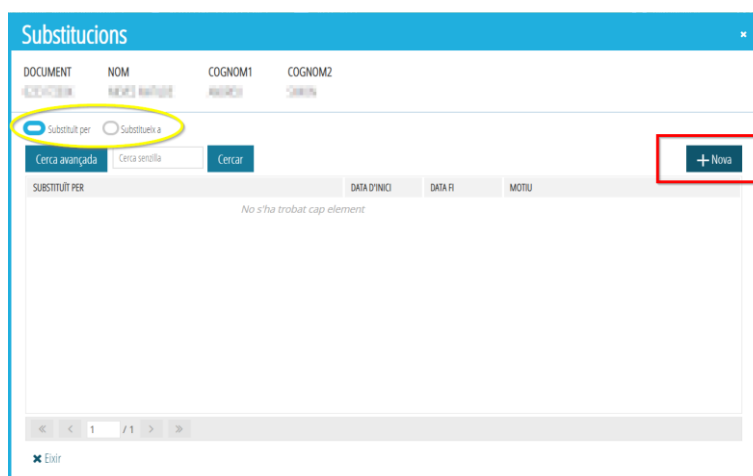 Substitucions
DOCUMENT NOM COGNOM1 COGNOM2
Substituït per Substitueix a
Cerca avançada Cerca senzilla Cercar + Nova
SUBSTITUÏT PER DATA D'INICI DATA FI MOTIU
No s'ha trobat cap element
1 / 1
Eixir